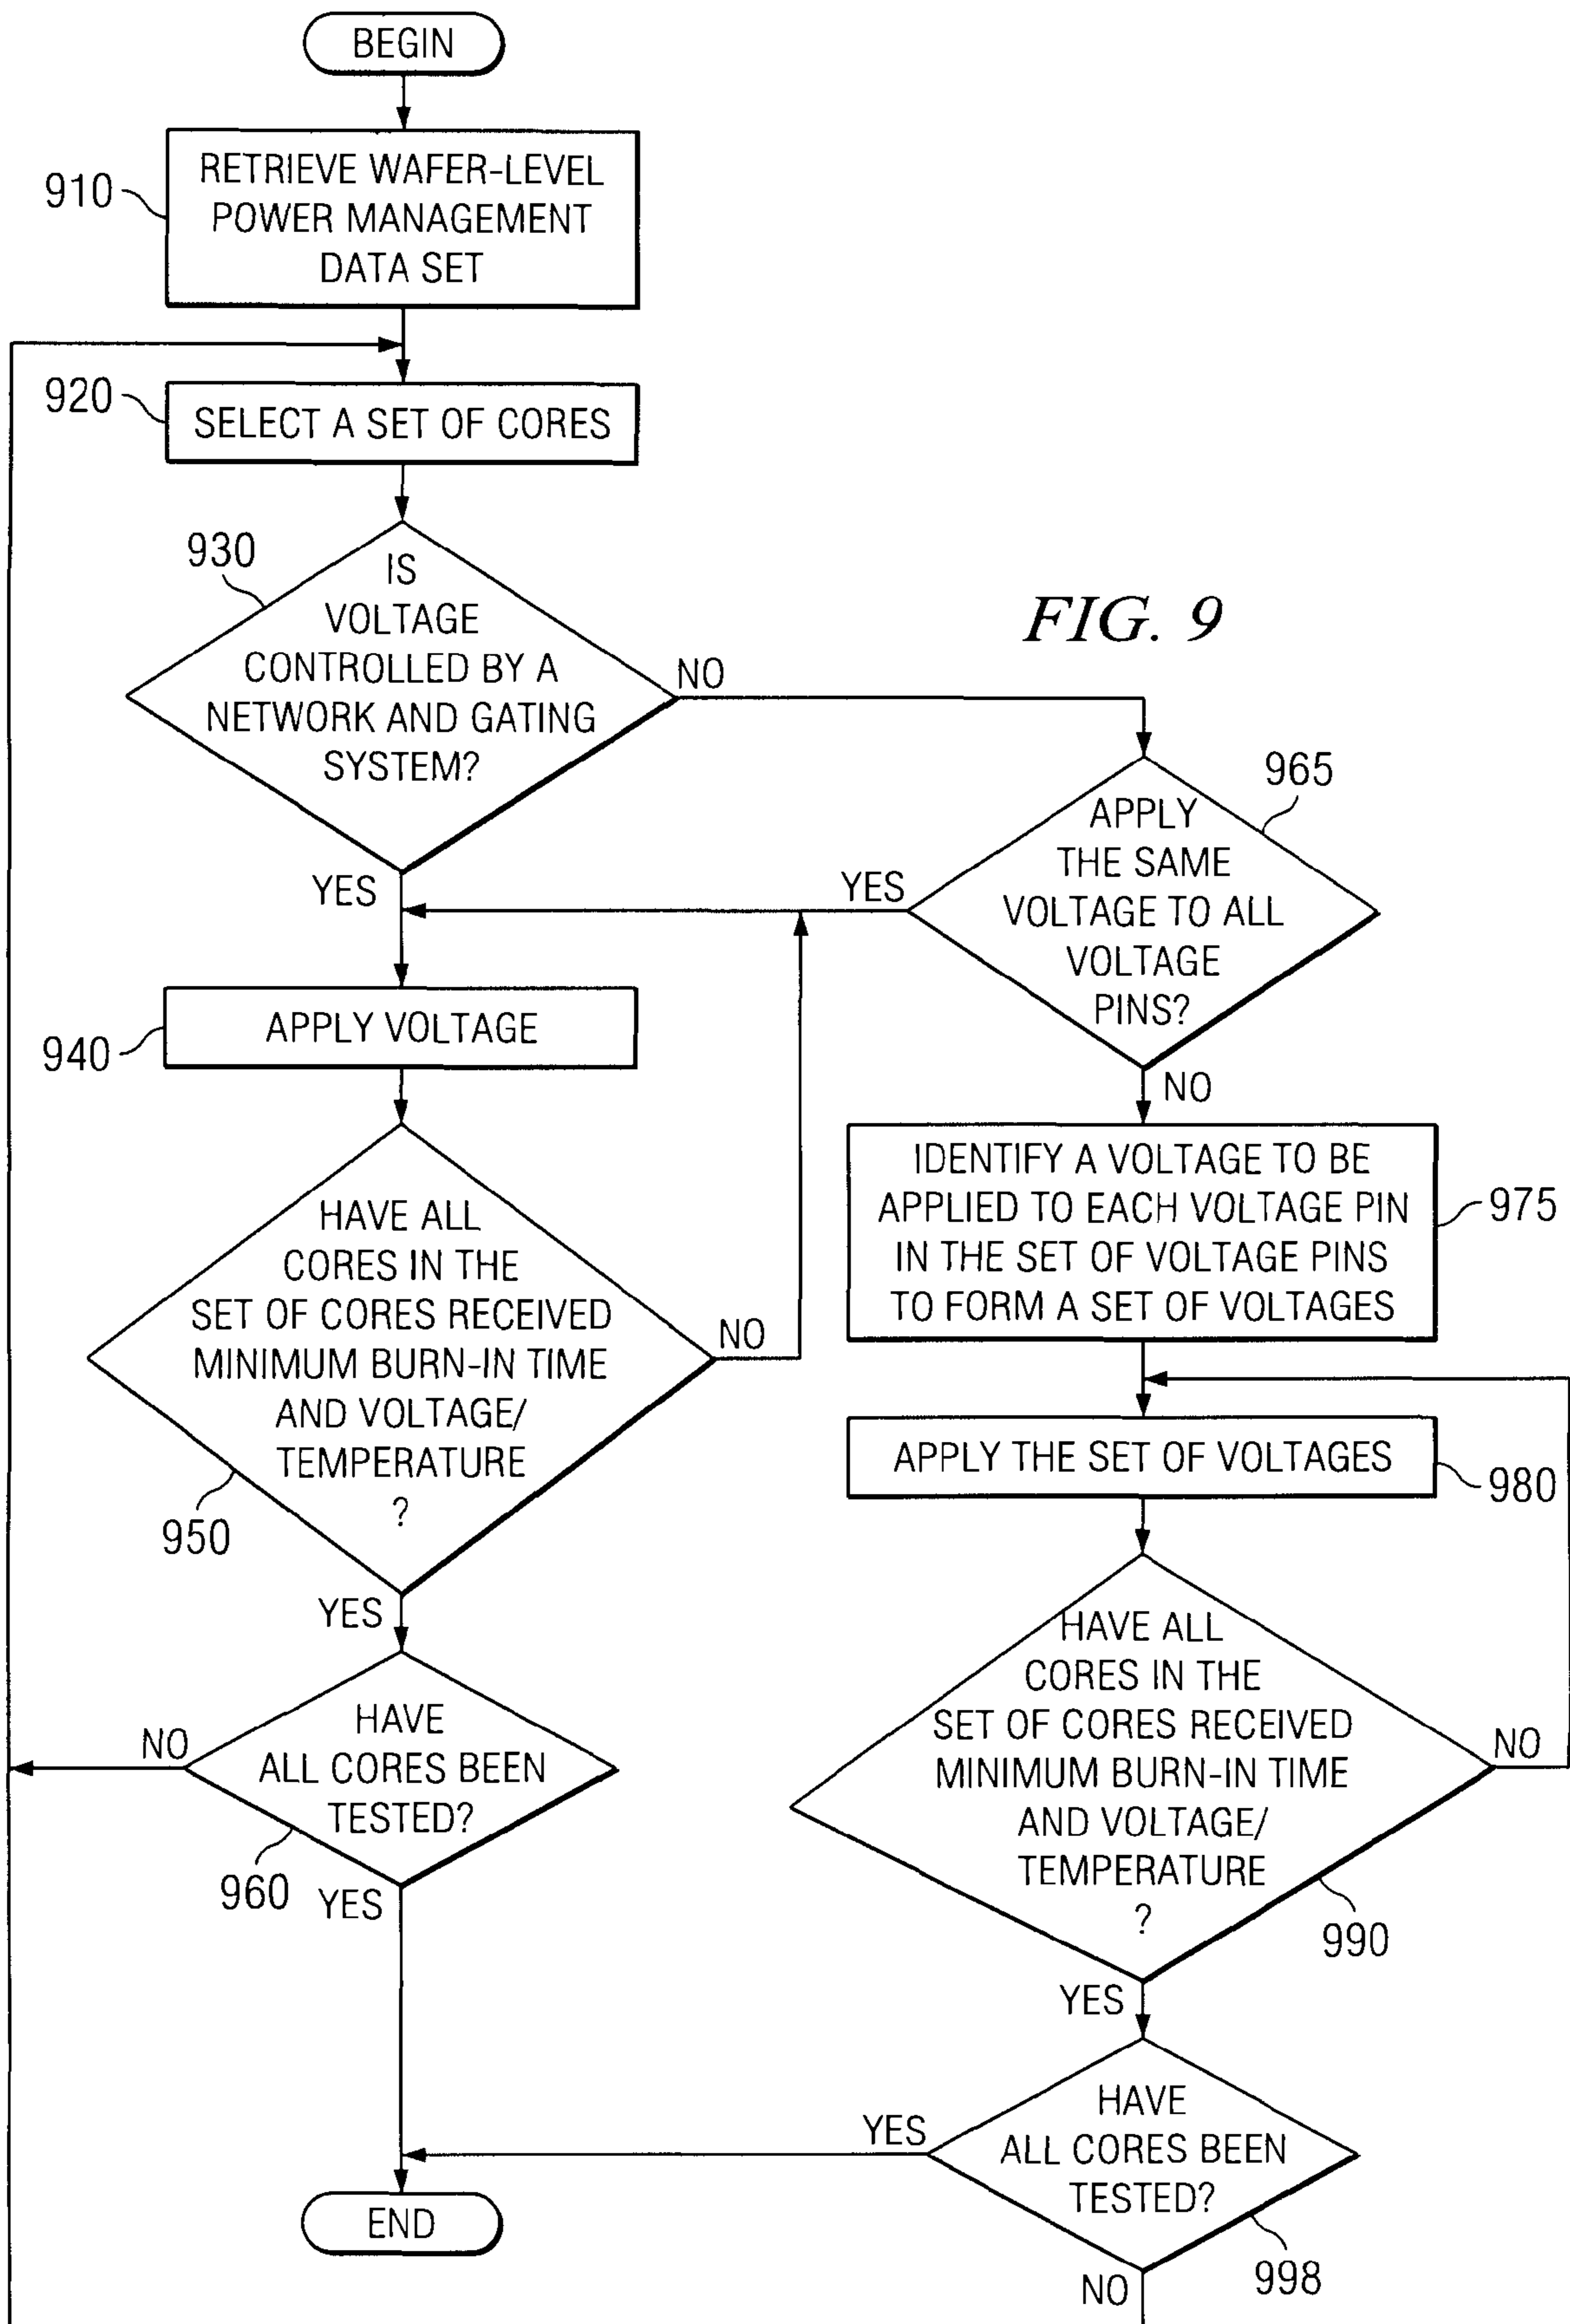 BEGIN
910
RETRIEVE WAFER-LEVEL
POWER MANAGEMENT
DATA SET
920
SELECT A SET OF CORES
930
IS
VOLTAGE
CONTROLLED BY A
NETWORK AND GATING
SYSTEM?
NO
YES
FIG. 9
965
APPLY
THE SAME
VOLTAGE TO ALL
VOLTAGE
PINS?
YES
NO
940
APPLY VOLTAGE
HAVE ALL
CORES IN THE
SET OF CORES RECEIVED
MINIMUM BURN-IN TIME
AND VOLTAGE/
TEMPERATURE
?
950
NO
YES
IDENTIFY A VOLTAGE TO BE
APPLIED TO EACH VOLTAGE PIN
IN THE SET OF VOLTAGE PINS
TO FORM A SET OF VOLTAGES
975
APPLY THE SET OF VOLTAGES
980
HAVE
ALL CORES BEEN
TESTED?
NO
960
YES
HAVE ALL
CORES IN THE
SET OF CORES RECEIVED
MINIMUM BURN-IN TIME
AND VOLTAGE/
TEMPERATURE
?
NO
990
YES
HAVE
ALL CORES BEEN
TESTED?
YES
998
NO
END